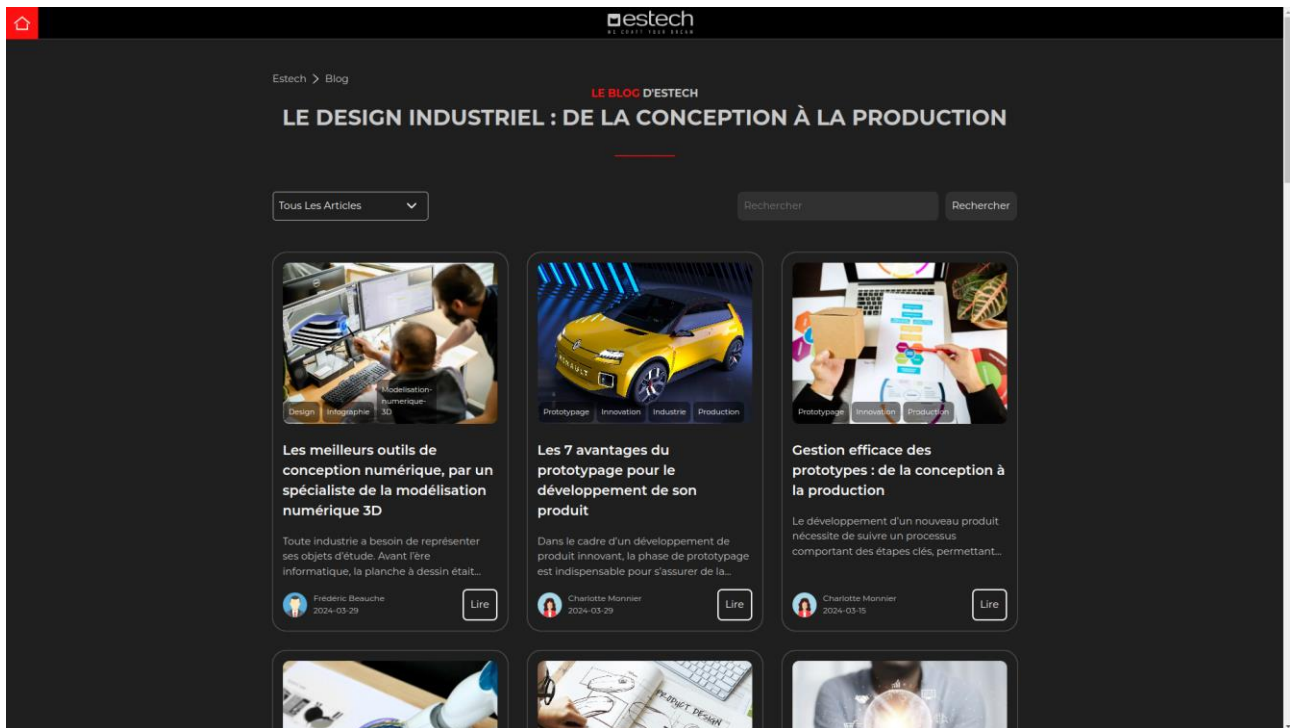 estech
WE CRAFT YOUR DREAM
Estech > Blog
LE BLOG D'ESTECH
LE DESIGN INDUSTRIEL : DE LA CONCEPTION À LA PRODUCTION
Tous Les Articles
Rechercher
Rechercher
Design
Infographie
Modelisation-
numerique-
3D
Les meilleurs outils de
conception numérique, par un
spécialiste de la modélisation
numérique 3D
Toute industrie a besoin de représenter
ses objets d'étude. Avant l'ère
informatique, la planche à dessin était...
Frédéric Beauche
2024-03-29
Lire
RENAULT
Prototypage
Innovation
Industrie
Production
Les 7 avantages du
prototypage pour le
développement de son
produit
Dans le cadre d'un développement de
produit innovant, la phase de prototypage
est indispensable pour s'assurer de la...
Charlotte Monnier
2024-03-29
Lire
Prototypage
Innovation
Production
Gestion efficace des
prototypes : de la conception à
la production
Le développement d'un nouveau produit
nécessite de suivre un processus
comportant des étapes clés, permettant...
Charlotte Monnier
2024-03-15
Lire
PRODUCT DESIGN